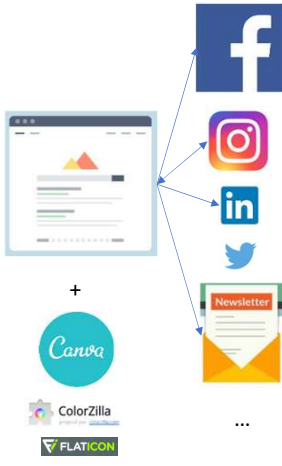 f
in
Newsletter
+
Canva
ColorZilla
FLATICON
...